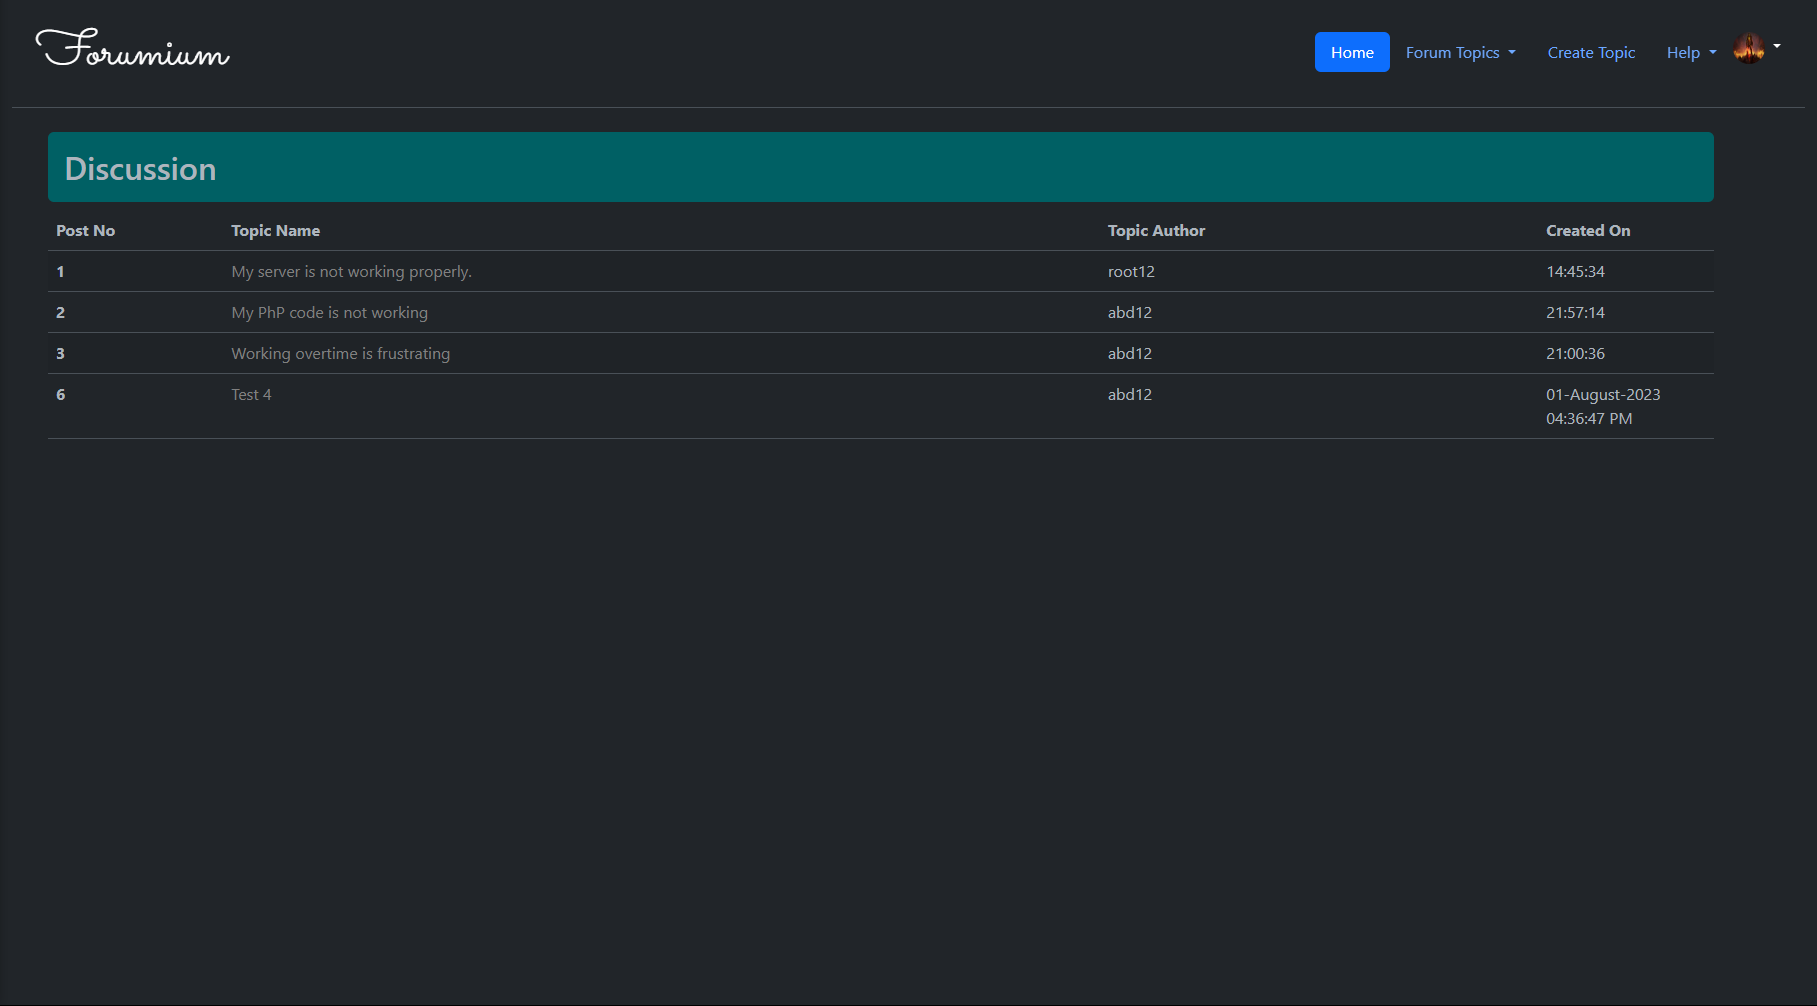 Forumium
Home Forum Topics Create Topic Help
Discussion
Post No Topic Name Topic Author Created On
1 My server is not working properly. root12 14:45:34
2 My PhP code is not working abd12 21:57:14
3 Working overtime is frustrating abd12 21:00:36
6 Test 4 abd12 01-August-2023
04:36:47 PM